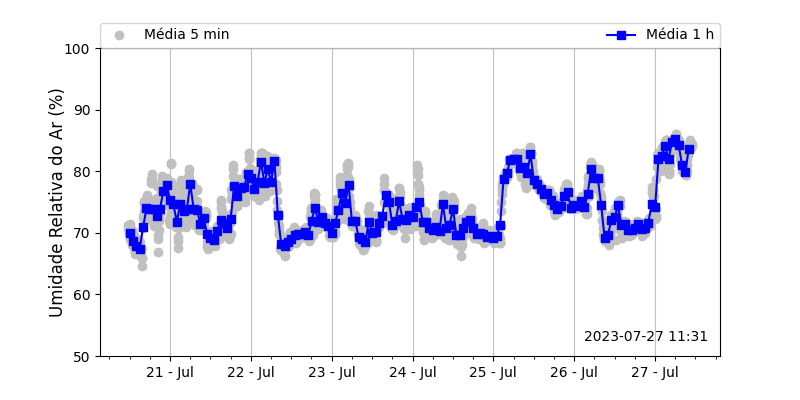 Média 5 min
Média 1 h
Umidade Relativa do Ar (%)
100
90
80
70
60
50
2023-07-27 11:31
21 - Jul
22 - Jul
23 - Jul
24 - Jul
25 - Jul
26 - Jul
27 - Jul